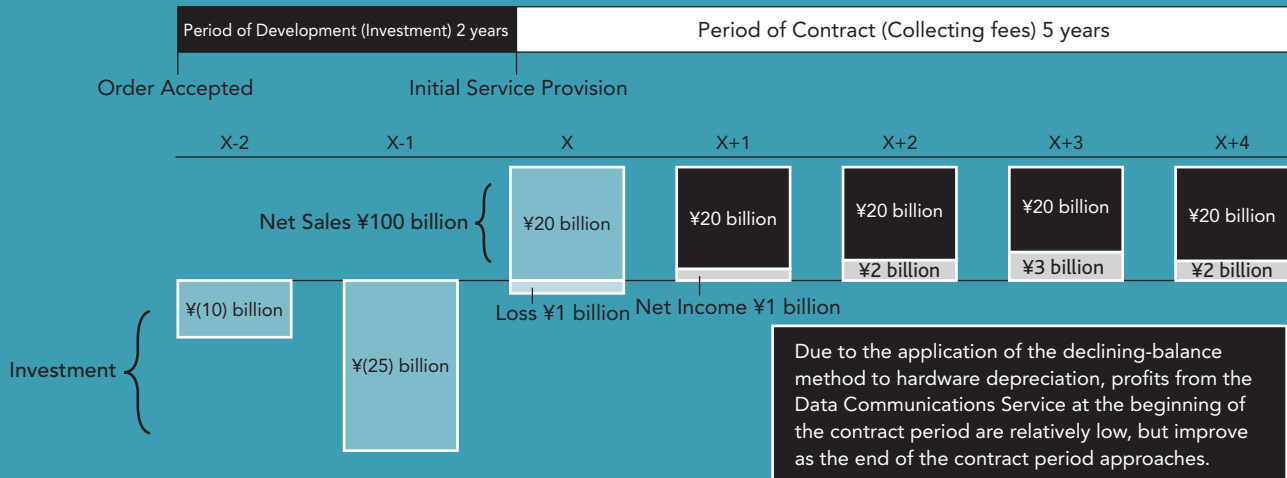 Period of Development (Investment) 2 years
Period of Contract (Collecting fees) 5 years
Order Accepted
Initial Service Provision
X-2
X-1
X
X+1
X+2
X+3
X+4
Net Sales ¥100 billion
¥20 billion
¥20 billion
¥20 billion
¥20 billion
¥20 billion
¥2 billion
¥3 billion
¥2 billion
Loss ¥1 billion
Net Income ¥1 billion
Investment
¥(10) billion
¥(25) billion
Due to the application of the declining-balance
method to hardware depreciation, profits from the
Data Communications Service at the beginning of
the contract period are relatively low, but improve
as the end of the contract period approaches.